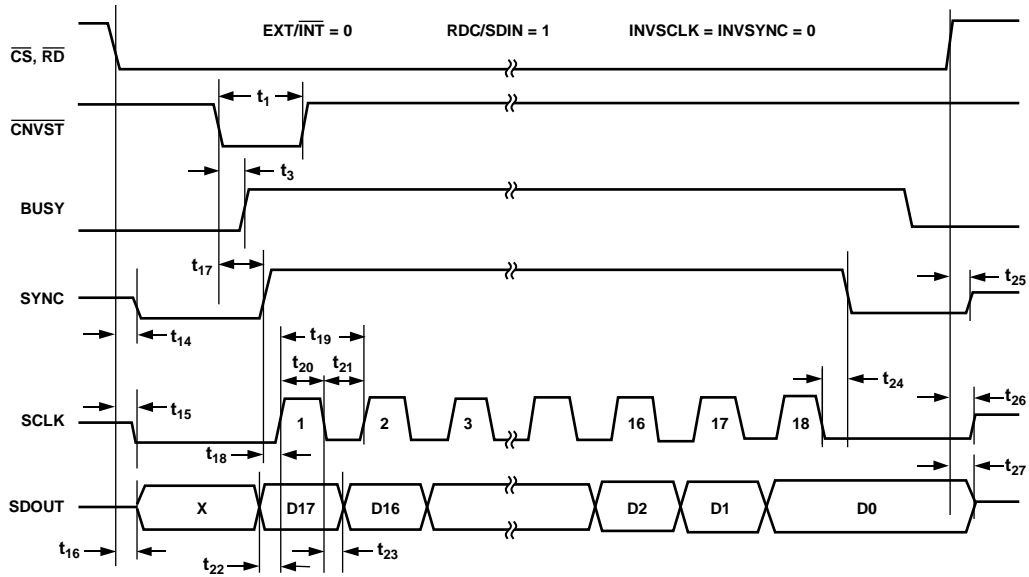 EXT/INT = 0 RDC/SDIN = 1 INVSCLK = INVSYNC = 0
CS, RD
t1
CNVST
t3
BUSY
t17
SYNC
t25
t14
t19
t20 t21
t24
t15
t26
SCLK
1 2 3 16 17 18
t18
t27
SDOUT
X D17 D16 D2 D1 D0
t16
t22
t23